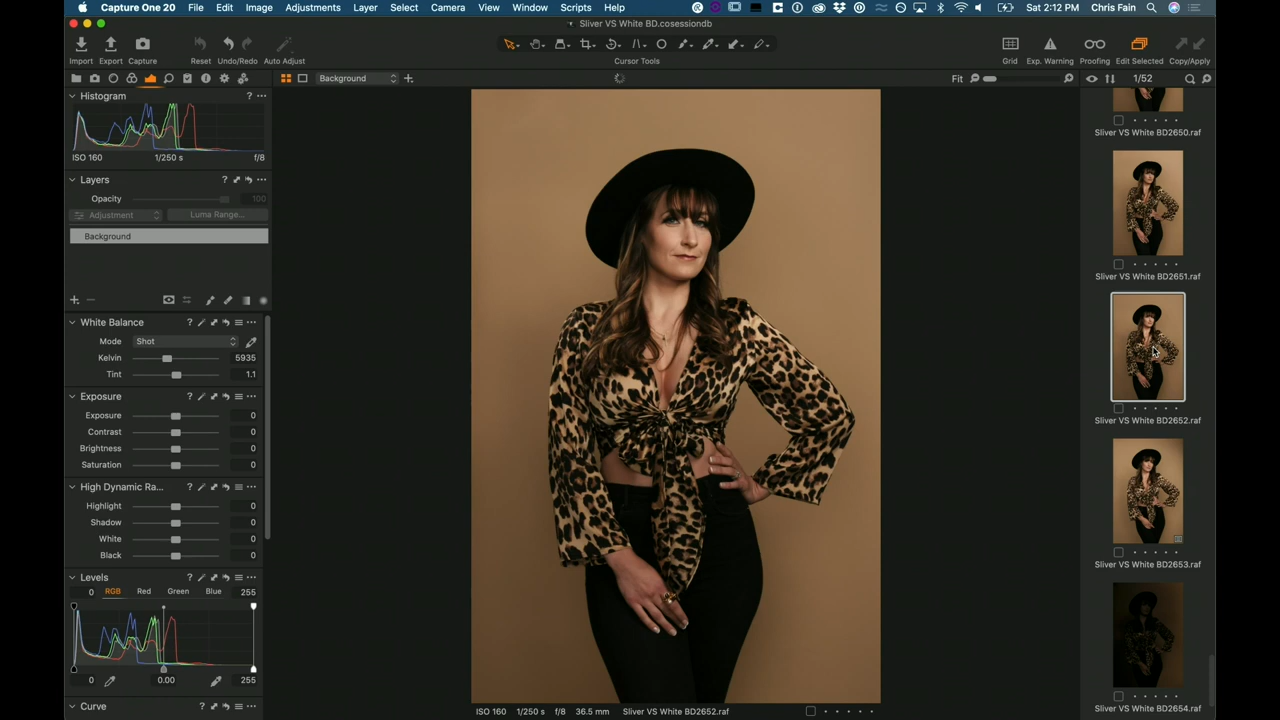 Capture One 20 File Edit Image Adjustments Layer Select Camera View Window Scripts Help Sat 2:12 PM Chris Fain
Sliver VS White BD.cosessiondb
Import Export Capture Reset Undo/Redo Auto Adjust Cursor Tools Grid Exp. Warning Proofing Edit Selected Copy/Apply
Background Fit 1/52
Histogram ? ...
ISO 160 1/250 s f/8
Layers ? ...
Opacity 100
Adjustment Luma Range...
Background
White Balance ? ...
Mode Shot
Kelvin 5935
Tint 1.1
Exposure ? ...
Exposure 0
Contrast 0
Brightness 0
Saturation 0
High Dynamic Ra... ? ...
Highlight 0
Shadow 0
White 0
Black 0
Levels ? ...
0 RGB Red Green Blue 255
0 0.00 255
Curve ? ...
ISO 160 1/250 s f/8 36.5 mm Sliver VS White BD2652.raf
Sliver VS White BD2650.raf
Sliver VS White BD2651.raf
Sliver VS White BD2652.raf
Sliver VS White BD2653.raf
Sliver VS White BD2654.raf